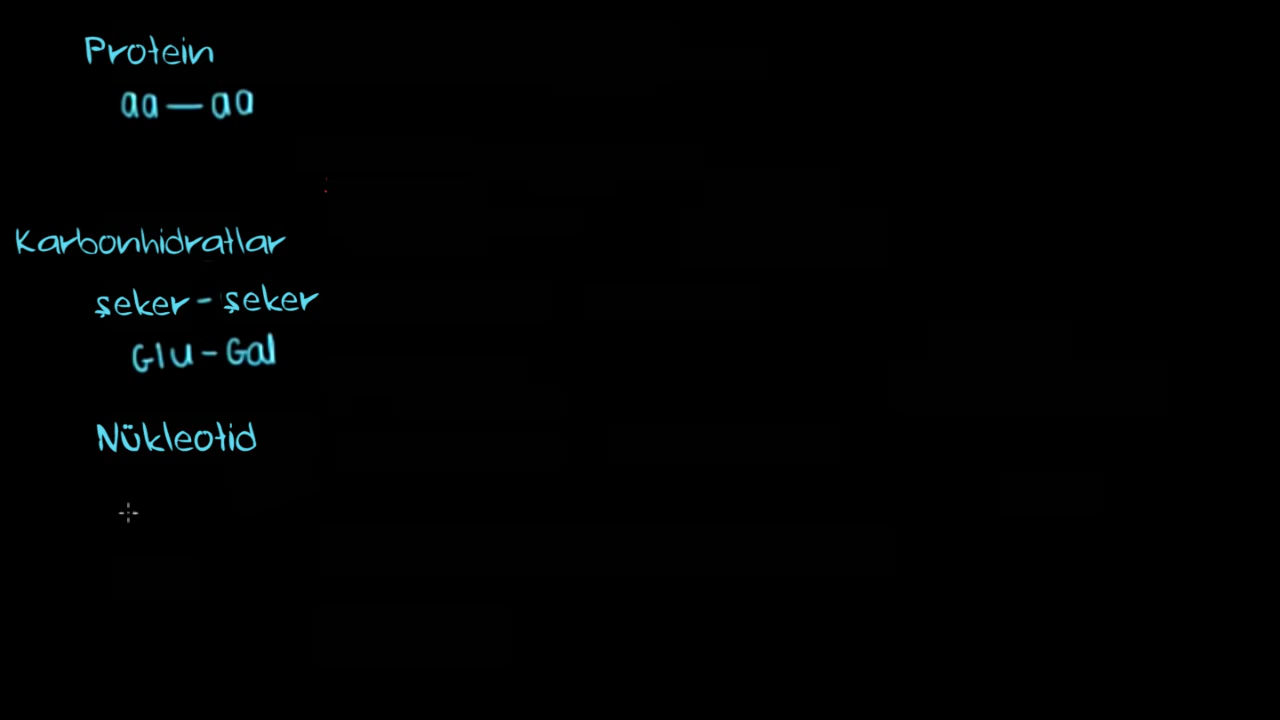 Protein
aa — aa
Karbonhidratlar
şeker - şeker
Glu - Gal
Nükleotid